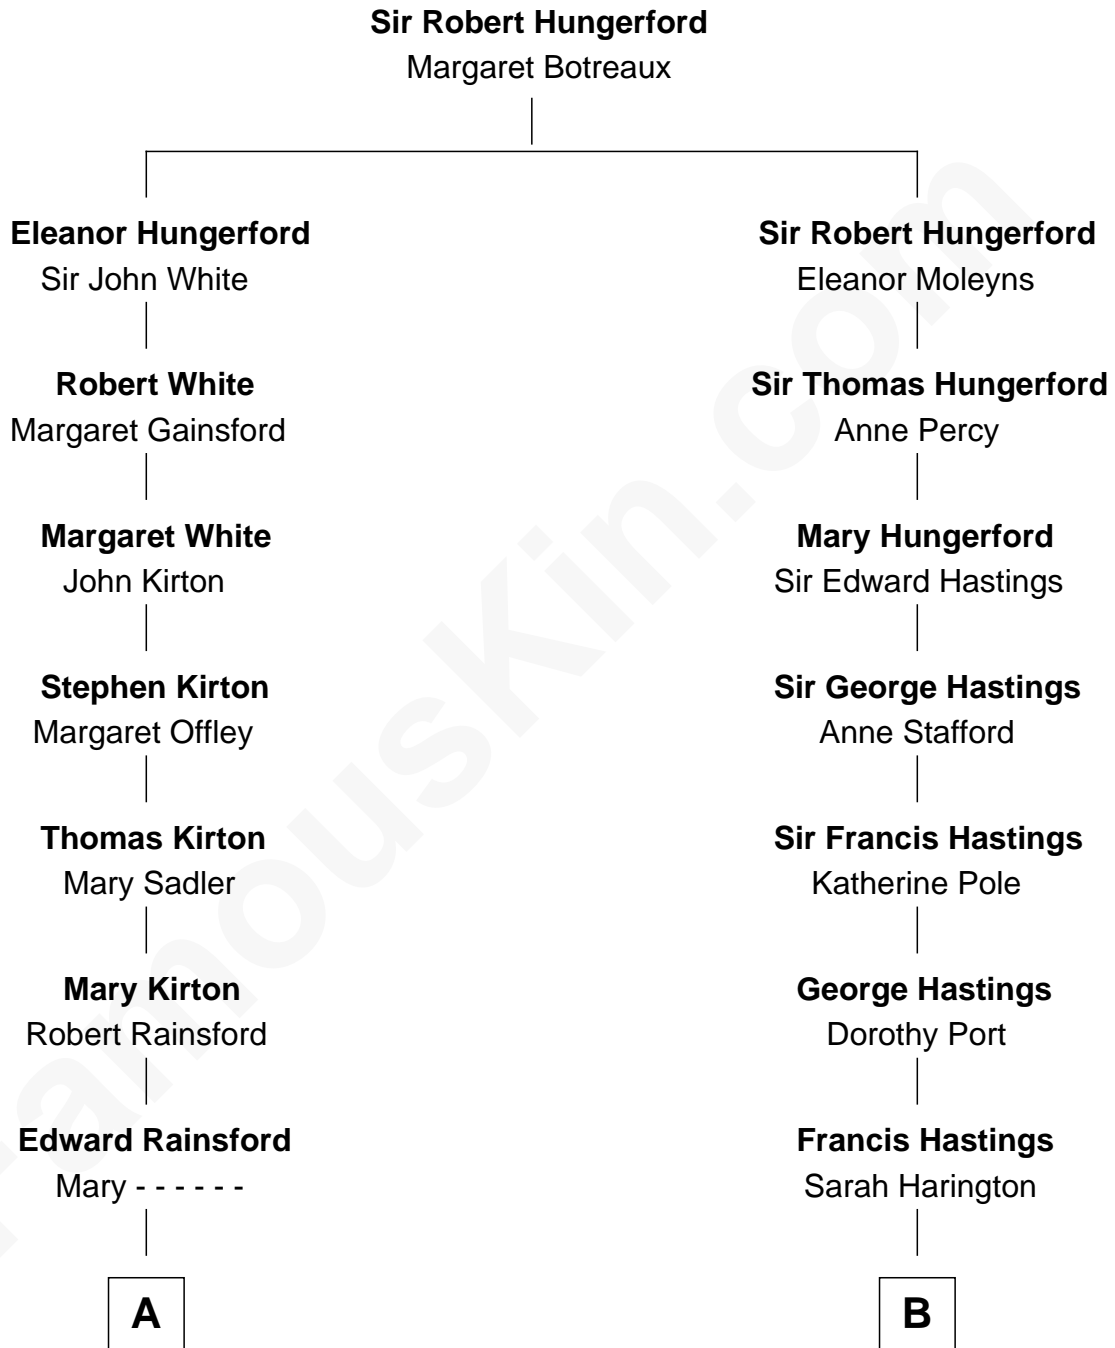 Sir Robert Hungerford
Margaret Botreaux
Eleanor Hungerford
Sir John White
Sir Robert Hungerford
Eleanor Moleyns
Robert White
Margaret Gainsford
Sir Thomas Hungerford
Anne Percy
Margaret White
John Kirton
Mary Hungerford
Sir Edward Hastings
Stephen Kirton
Margaret Offley
Sir George Hastings
Anne Stafford
Thomas Kirton
Mary Sadler
Sir Francis Hastings
Katherine Pole
Mary Kirton
Robert Rainsford
George Hastings
Dorothy Port
Edward Rainsford
Mary - - - - - -
Francis Hastings
Sarah Harington
A
B
FamousKin.com